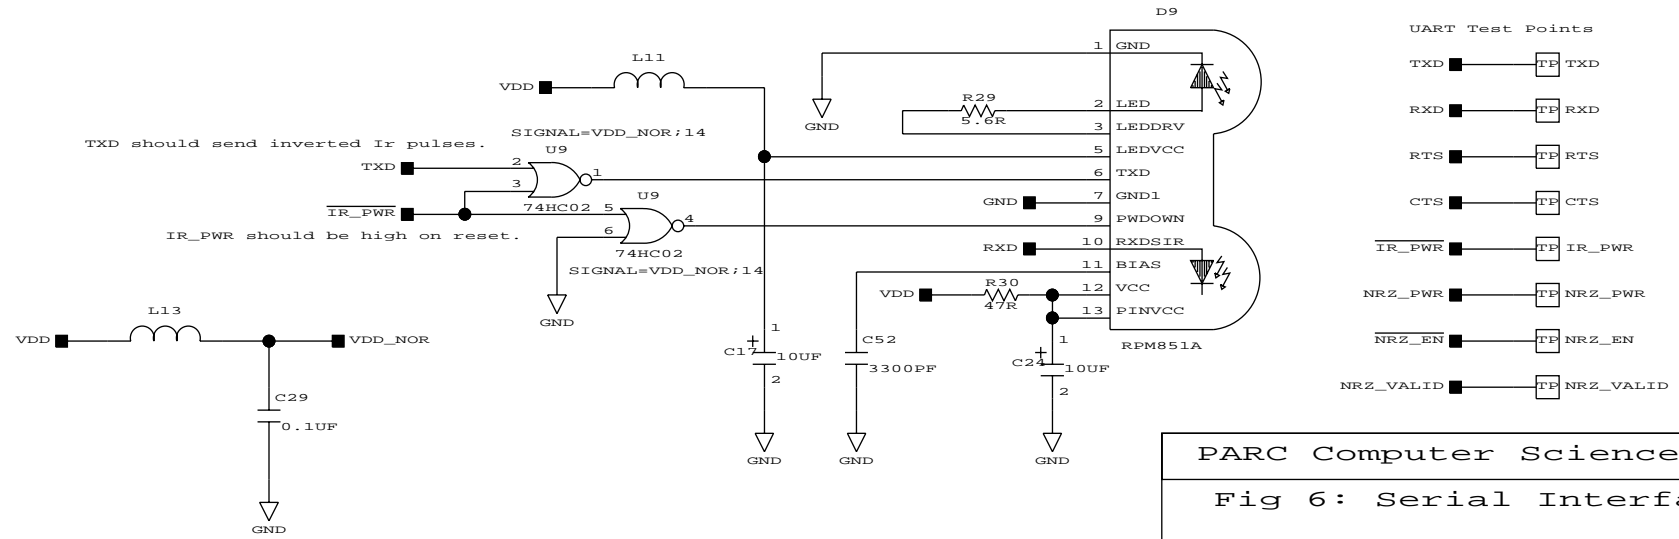 D9
UART Test Points
1 GND
L11
VDD
TXD TP TXD
GND
R29
5.6R
2 LED
RXD TP RXD
3 LEDDRV
SIGNAL=VDD_NOR;14
TXD should send inverted Ir pulses.
U9
5 LEDVCC
RTS TP RTS
TXD 2
3
1
6 TXD
IR_PWR
74HC02
U9
5
6
4
GND 7 GND1
CTS TP CTS
9 PWDOWN
IR_PWR should be high on reset.
74HC02
SIGNAL=VDD_NOR;14
RXD 10 RXDSIR
IR_PWR TP IR_PWR
11 BIAS
GND
VDD
R30
47R
12 VCC
NRZ_PWR TP NRZ_PWR
13 PINVCC
RPM851A
L13
VDD
VDD_NOR
1
C17 + 10UF
2
C52
3300PF
1
C24 + 10UF
2
NRZ_EN TP NRZ_EN
NRZ_VALID TP NRZ_VALID
C29
0.1UF
GND
GND
GND
GND
PARC Computer Science
Fig 6: Serial Interfa